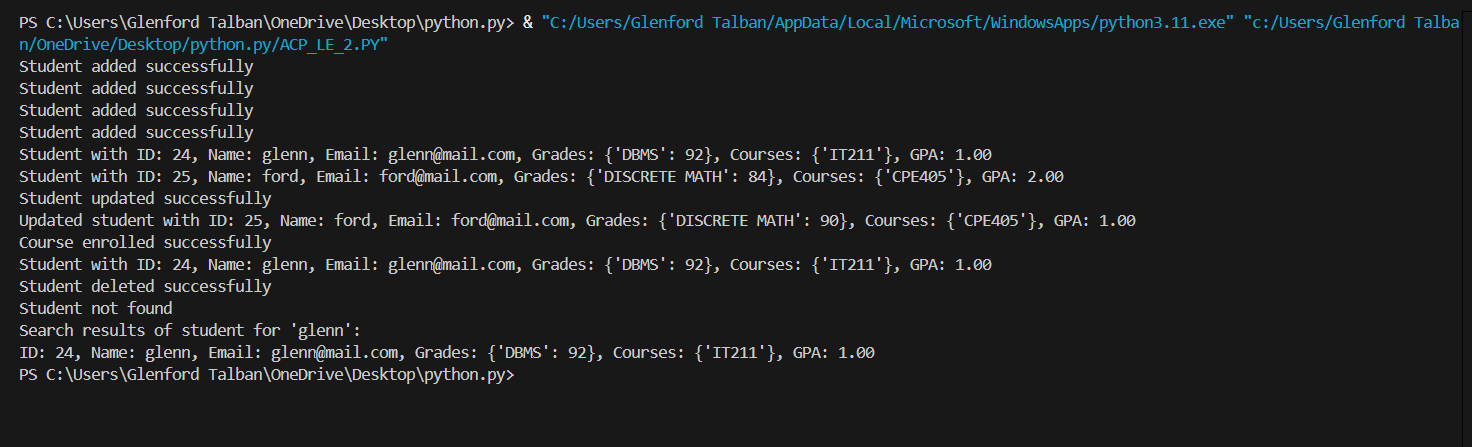 PS C:\Users\Glenford Talban\OneDrive\Desktop\python.py> & "C:/Users/Glenford Talban/AppData/Local/Microsoft/WindowsApps/python3.11.exe" "c:/Users/Glenford Talba
n/OneDrive/Desktop/python.py/ACP_LE_2.PY"
Student added successfully
Student added successfully
Student added successfully
Student added successfully
Student with ID: 24, Name: glenn, Email: glenn@mail.com, Grades: {'DBMS': 92}, Courses: {'IT211'}, GPA: 1.00
Student with ID: 25, Name: ford, Email: ford@mail.com, Grades: {'DISCRETE MATH': 84}, Courses: {'CPE405'}, GPA: 2.00
Student updated successfully
Updated student with ID: 25, Name: ford, Email: ford@mail.com, Grades: {'DISCRETE MATH': 90}, Courses: {'CPE405'}, GPA: 1.00
Course enrolled successfully
Student with ID: 24, Name: glenn, Email: glenn@mail.com, Grades: {'DBMS': 92}, Courses: {'IT211'}, GPA: 1.00
Student deleted successfully
Student not found
Search results of student for 'glenn':
ID: 24, Name: glenn, Email: glenn@mail.com, Grades: {'DBMS': 92}, Courses: {'IT211'}, GPA: 1.00
PS C:\Users\Glenford Talban\OneDrive\Desktop\python.py>